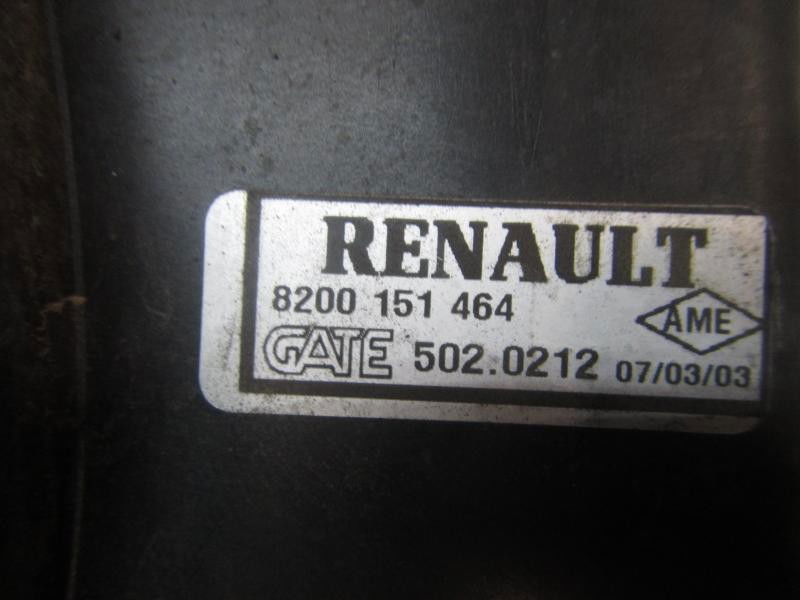 RENAULT
8200 151 464
AME
GATE 502.0212 07/03/03